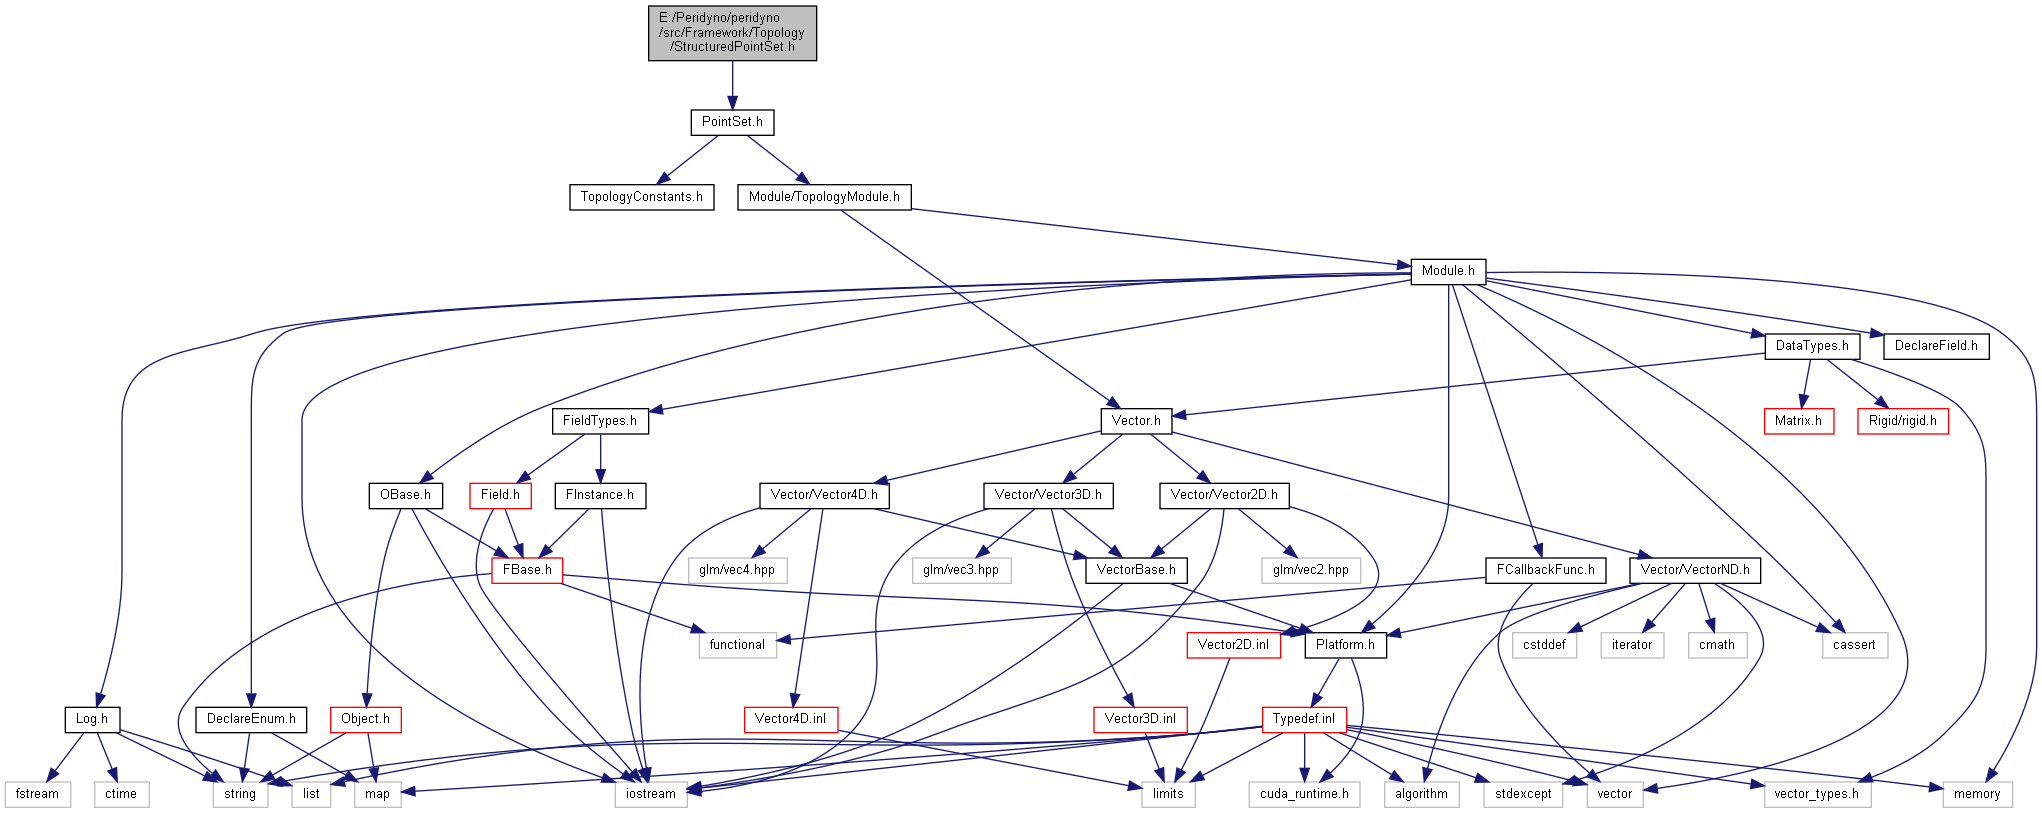 E:/Peridyno/peridyno
/src/Framework/Topology
/StructuredPointSet.h
PointSet.h
TopologyConstants.h
Module/TopologyModule.h
Module.h
DataTypes.h
DeclareField.h
FieldTypes.h
Vector.h
Matrix.h
Rigid/rigid.h
OBase.h
Field.h
FInstance.h
Vector/Vector4D.h
Vector/Vector3D.h
Vector/Vector2D.h
FBase.h
glm/vec4.hpp
glm/vec3.hpp
VectorBase.h
glm/vec2.hpp
FCallbackFunc.h
Vector/VectorND.h
functional
Vector2D.inl
Platform.h
cstddef
iterator
cmath
cassert
Log.h
DeclareEnum.h
Object.h
Vector4D.inl
Vector3D.inl
Typedef.inl
fstream
ctime
string
list
map
iostream
limits
cuda_runtime.h
algorithm
stdexcept
vector
vector_types.h
memory